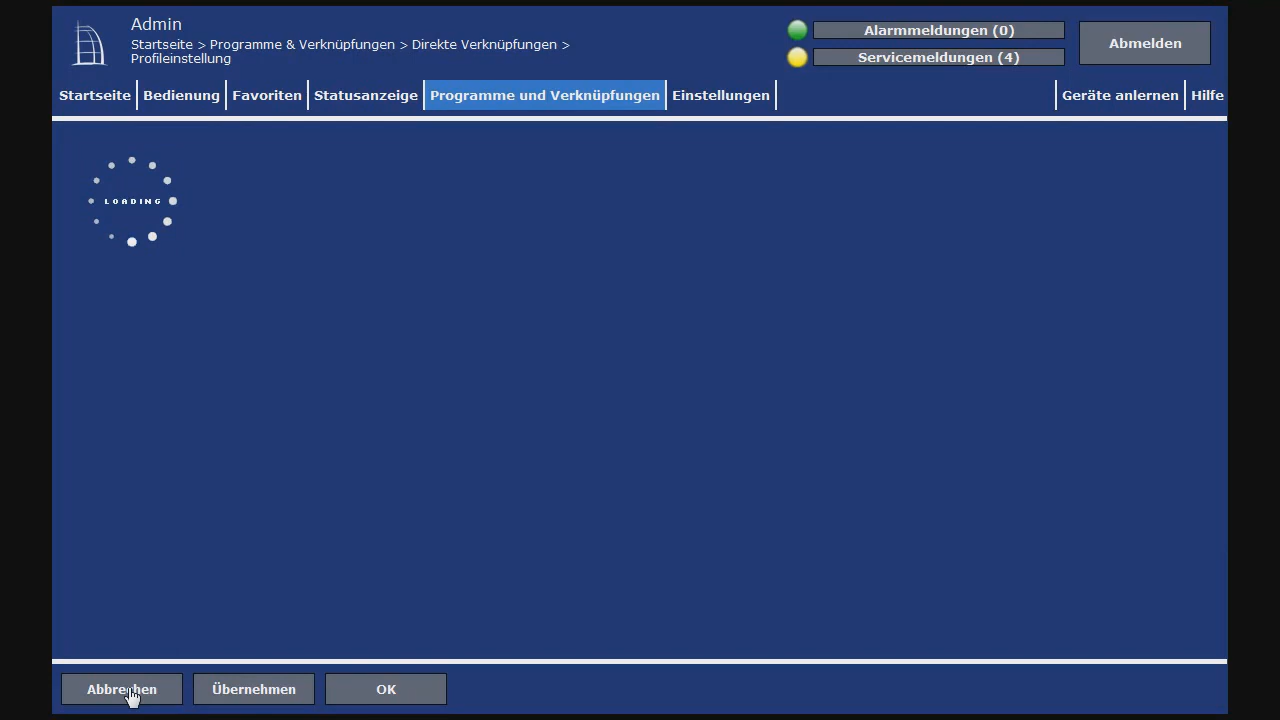 Admin
Startseite > Programme & Verknüpfungen > Direkte Verknüpfungen >
Profileinstellung
Alarmmeldungen (0)
Servicemeldungen (4)
Abmelden
Startseite
Bedienung
Favoriten
Statusanzeige
Programme und Verknüpfungen
Einstellungen
Geräte anlernen
Hilfe
LOADING
Abbrechen
Übernehmen
OK